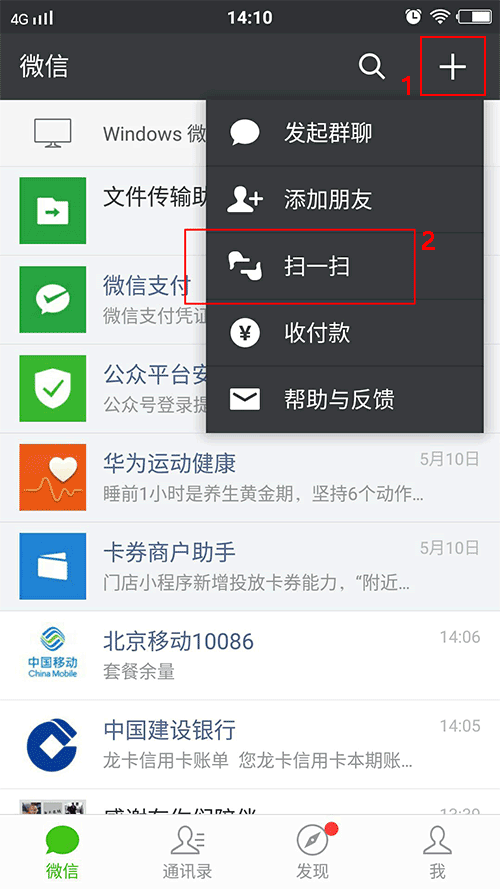 4G 14:10
微信
1
Windows 微
发起群聊
文件传输助
添加朋友
2
微信支付
扫一扫
微信支付凭证
收付款
公众平台安
公众号登录提
帮助与反馈
华为运动健康 5月10日
睡前1小时是养生黄金期，坚持6个动作...
卡券商户助手 5月10日
门店小程序新增投放卡券能力，“附近...
中国移动
China Mobile
北京移动10086 14:06
套餐余量
中国建设银行 14:05
龙卡信用卡账单 您龙卡信用卡本期账...
微信 通讯录 发现 我